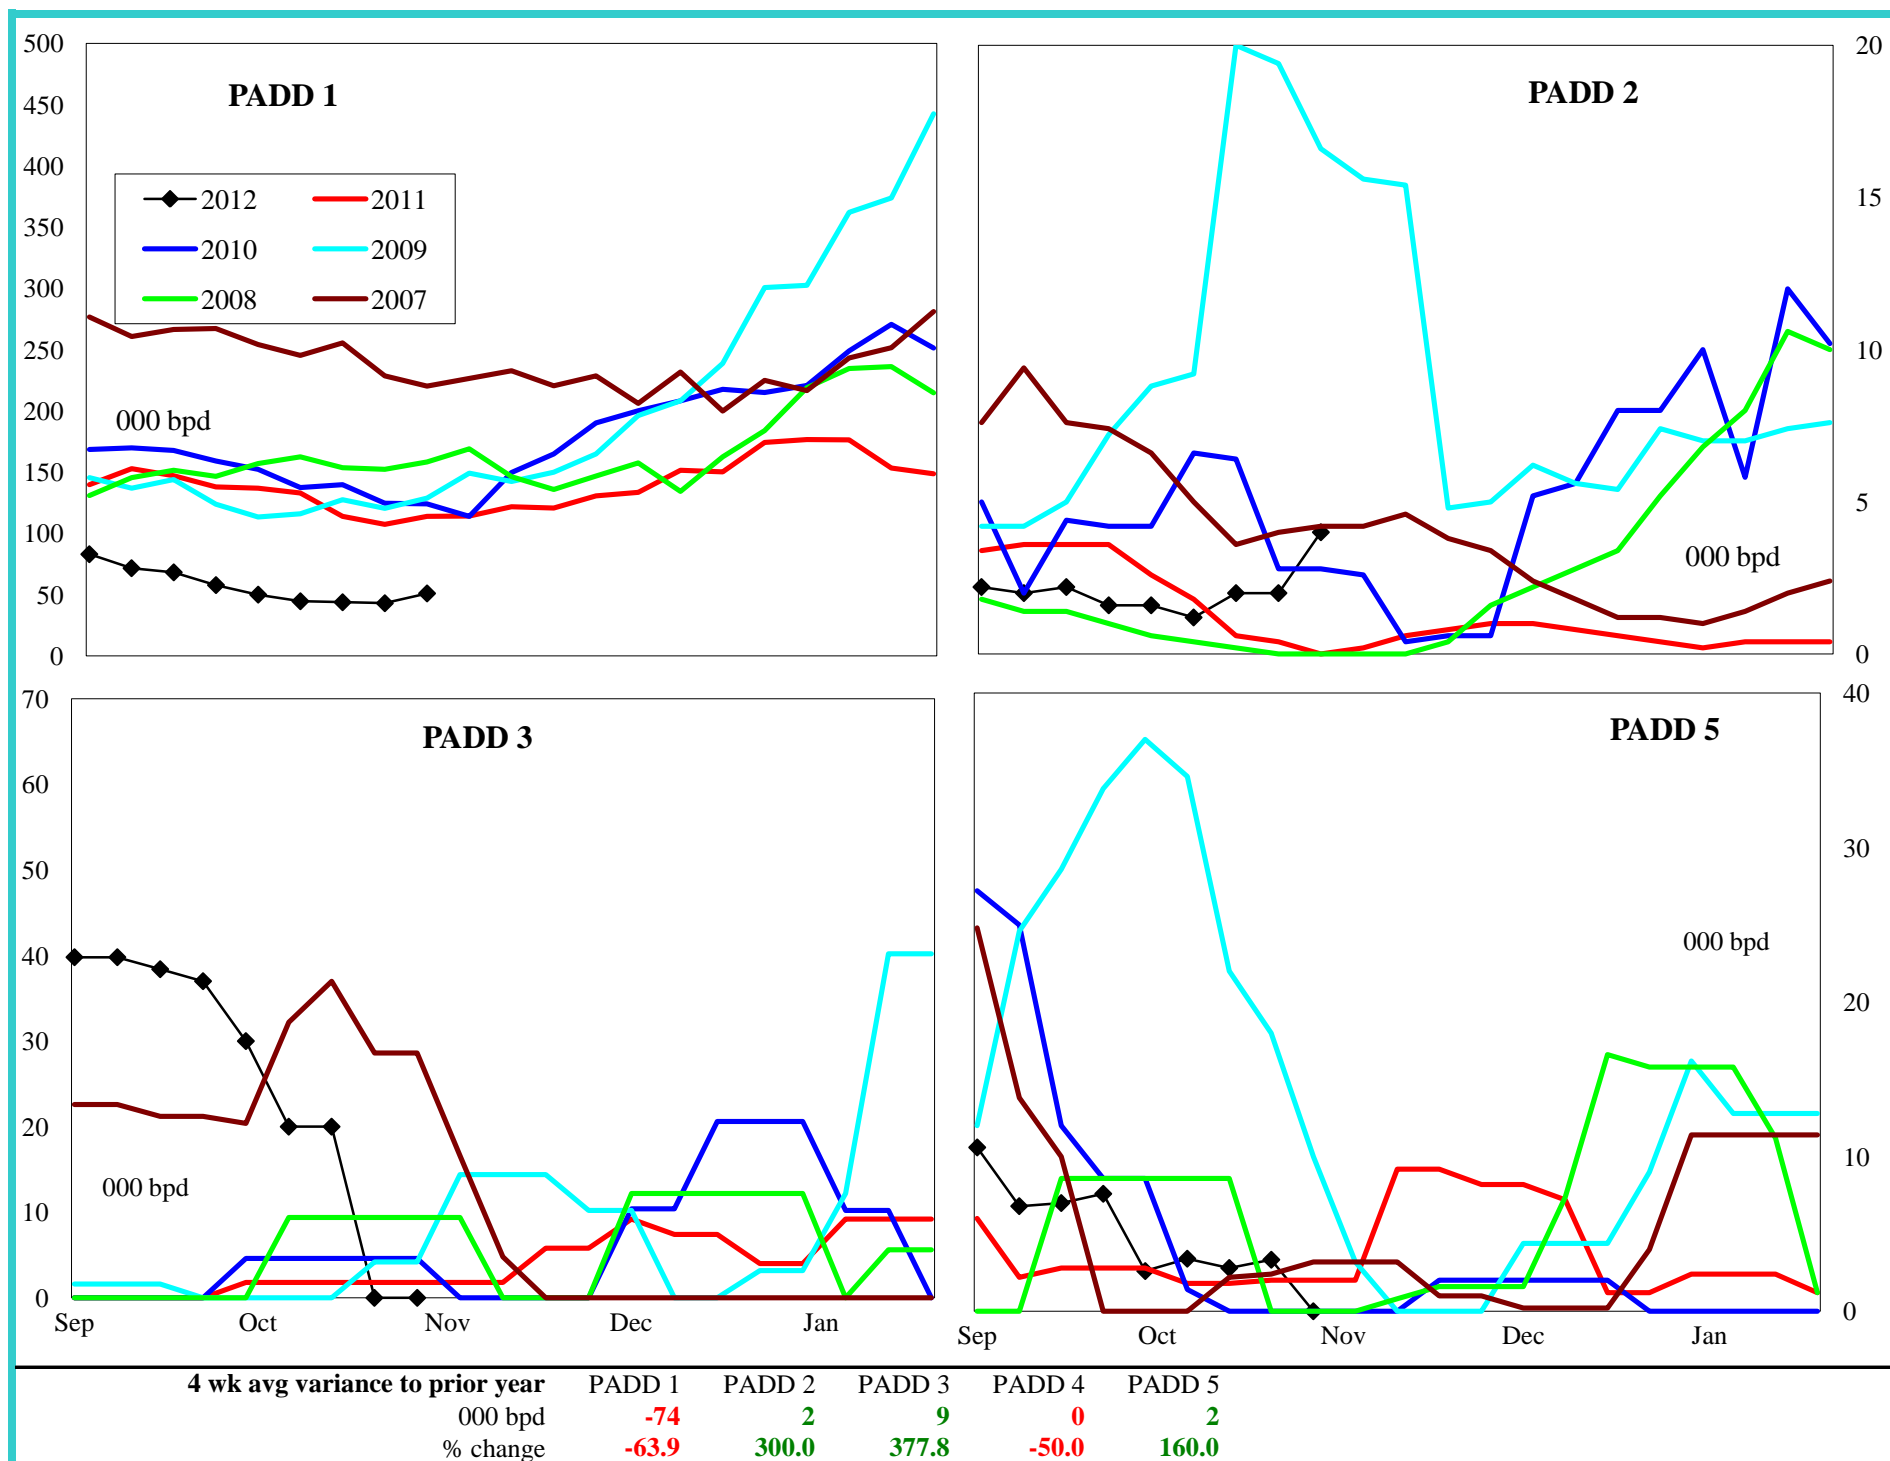 500
450
400
350
300
250
200
150
100
50
0
PADD 1
2012 2011
2010 2009
2008 2007
000 bpd
PADD 2
20
15
10
5
0
000 bpd
70
60
50
40
30
20
10
0
PADD 3
000 bpd
Sep Oct Nov Dec Jan
PADD 5
40
30
20
10
0
000 bpd
Sep Oct Nov Dec Jan
4 wk avg variance to prior year PADD 1 PADD 2 PADD 3 PADD 4 PADD 5
000 bpd -74 2 9 0 2
% change -63.9 300.0 377.8 -50.0 160.0